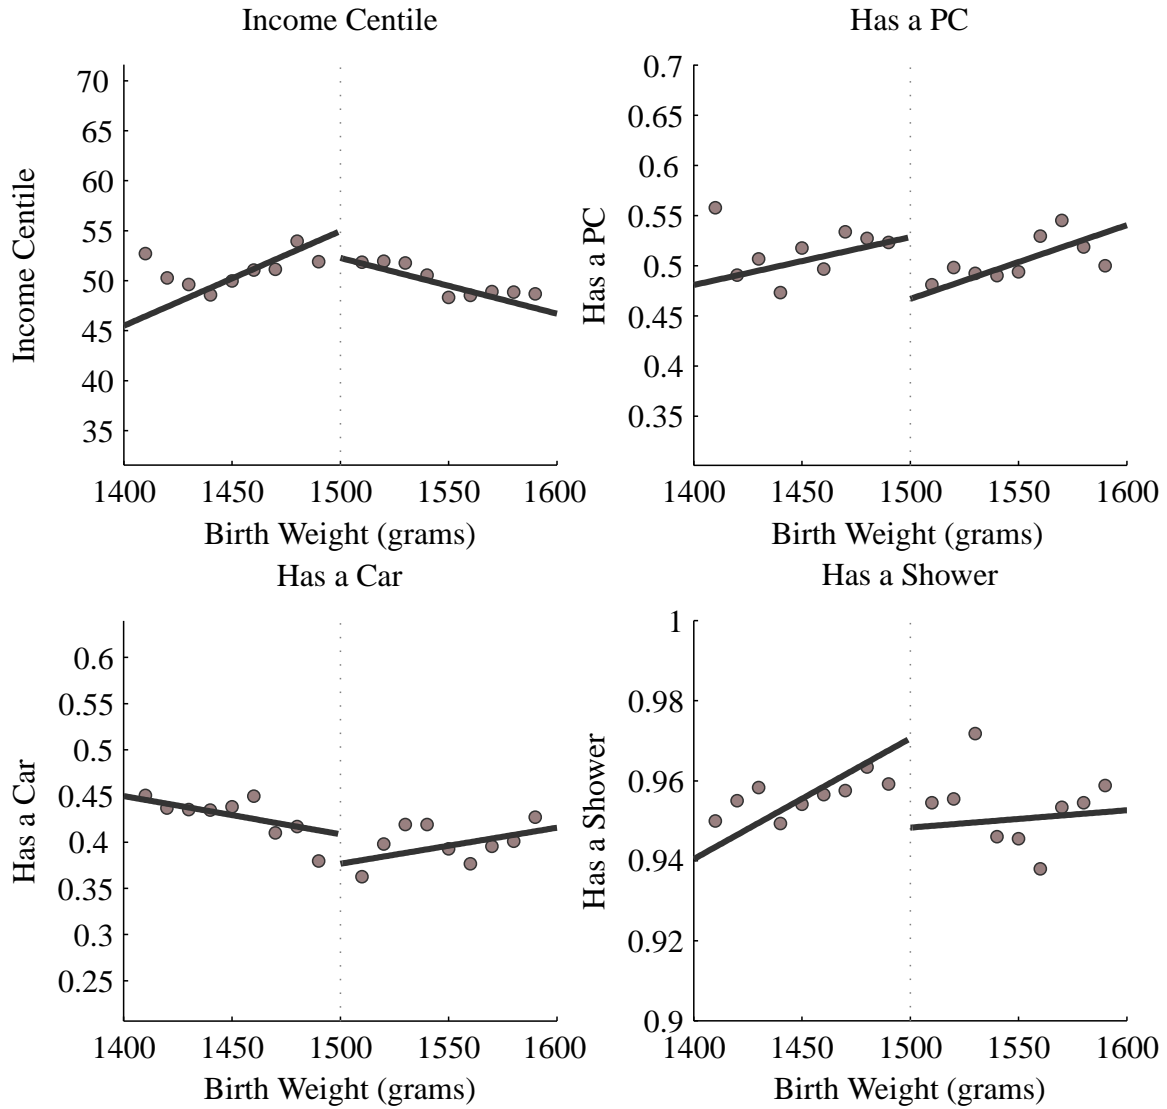 Income Centile
Income Centile
70
65
60
55
50
45
40
35
1400 1450 1500 1550 1600
Birth Weight (grams)
Has a PC
Has a PC
0.7
0.65
0.6
0.55
0.5
0.45
0.4
0.35
1400 1450 1500 1550 1600
Birth Weight (grams)
Has a Car
Has a Car
0.6
0.55
0.5
0.45
0.4
0.35
0.3
0.25
1400 1450 1500 1550 1600
Birth Weight (grams)
Has a Shower
Has a Shower
1
0.98
0.96
0.94
0.92
0.9
1400 1450 1500 1550 1600
Birth Weight (grams)